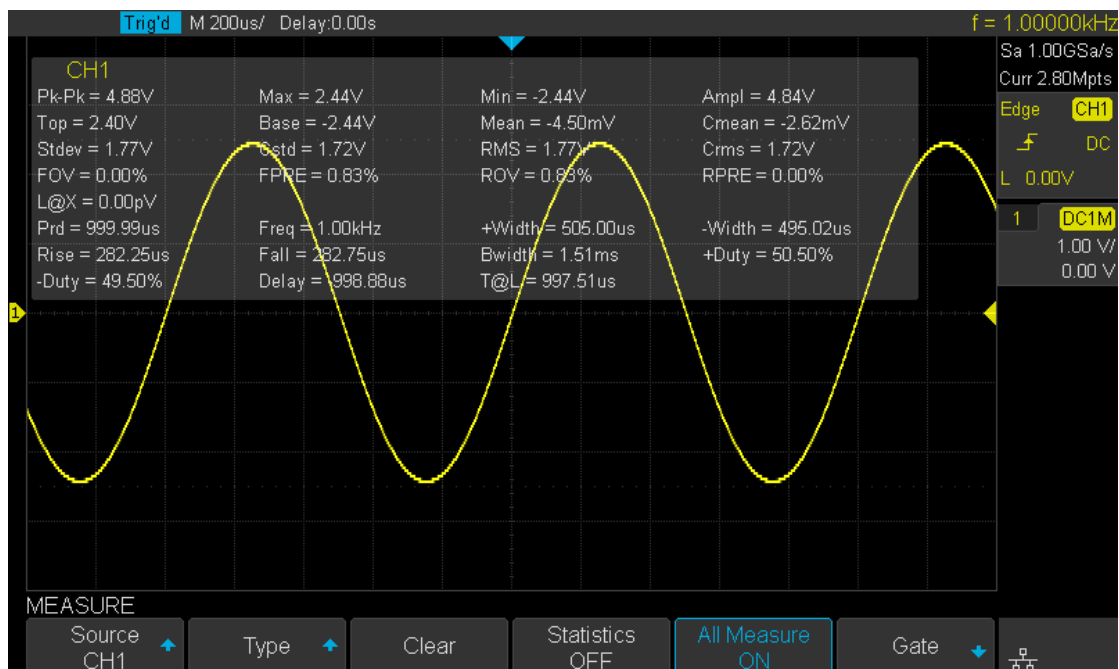 Trig'd M 200us/ Delay:0.00s f = 1.00000kHz
Sa 1.00GSa/s
Curr 2.80Mpts
Edge CH1
DC
L 0.00V
1 DC1M
1.00 V/
0.00 V
CH1
Pk-Pk = 4.88V Max = 2.44V Min = -2.44V Ampl = 4.84V
Top = 2.40V Base = -2.44V Mean = -4.50mV Cmean = -2.62mV
Stdev = 1.77V Cstd = 1.72V RMS = 1.77V Crms = 1.72V
FOV = 0.00% FPRE = 0.83% ROV = 0.83% RPRE = 0.00%
L@X = 0.00pV
Prd = 999.99us Freq = 1.00kHz +Width = 505.00us -Width = 495.02us
Rise = 282.25us Fall = 282.75us Bwidth = 1.51ms +Duty = 50.50%
-Duty = 49.50% Delay = -998.88us T@L = 997.51us
1
MEASURE
Source CH1
Type
Clear
Statistics OFF
All Measure ON
Gate